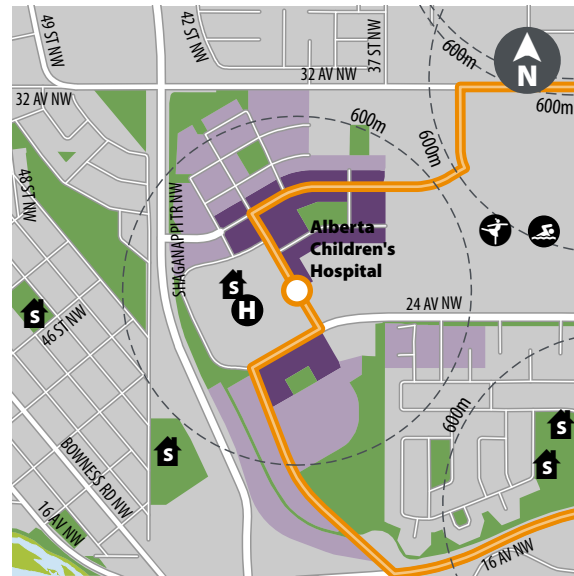 49 ST NW
42 ST NW
37 ST NW
600m
N
32 AV NW
32 AV NW
600m
600m
600m
48 ST NW
SHAGANAPPI TR NW
Alberta
Children's
Hospital
S
H
24 AV NW
S
46 ST NW
600m
S
S
S
BOWNESS RD NW
16 AV NW
16 AV NW